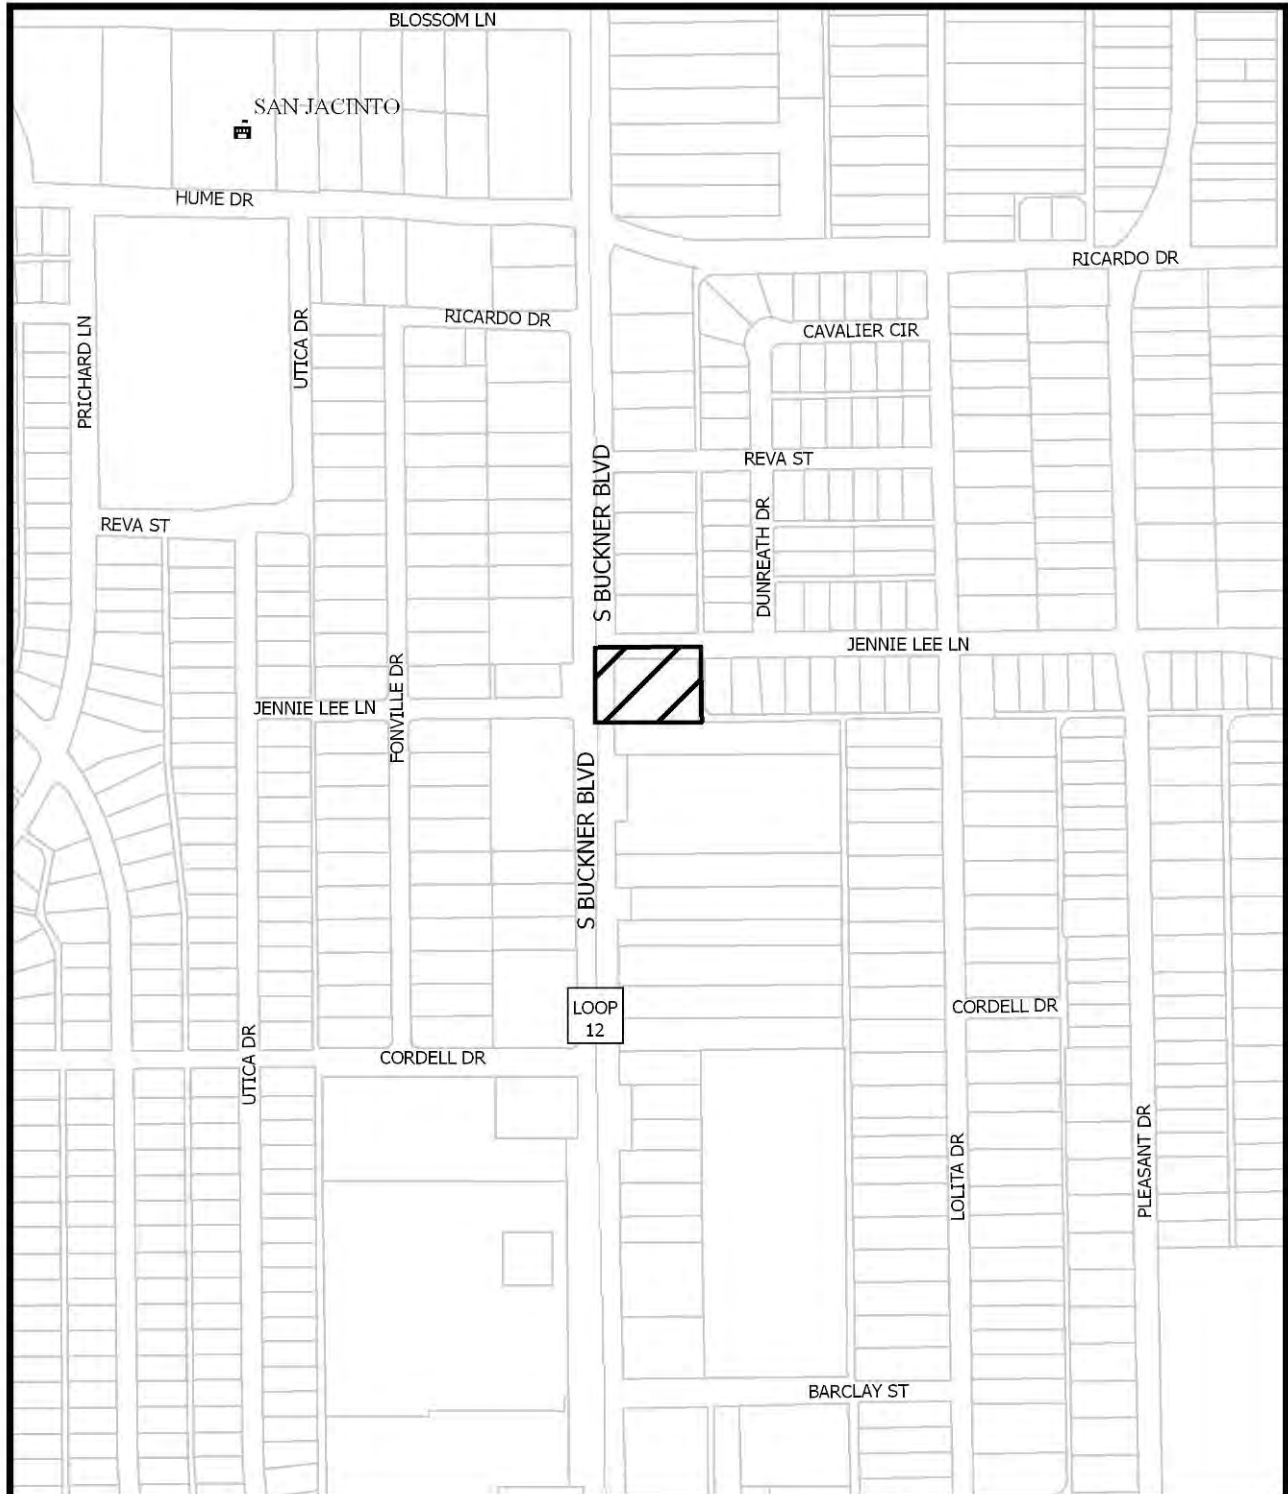 BLOSSOM LN
SAN JACINTO
HUME DR
RICARDO DR
RICARDO DR
CAVALIER CIR
PRICHARD LN
UTICA DR
REVA ST
S BUCKNER BLVD
DUNREATH DR
REVA ST
JENNIE LEE LN
FONVILLE DR
JENNIE LEE LN
S BUCKNER BLVD
LOOP
12
CORDELL DR
CORDELL DR
UTICA DR
LOLITA DR
PLEASANT DR
BARCLAY ST